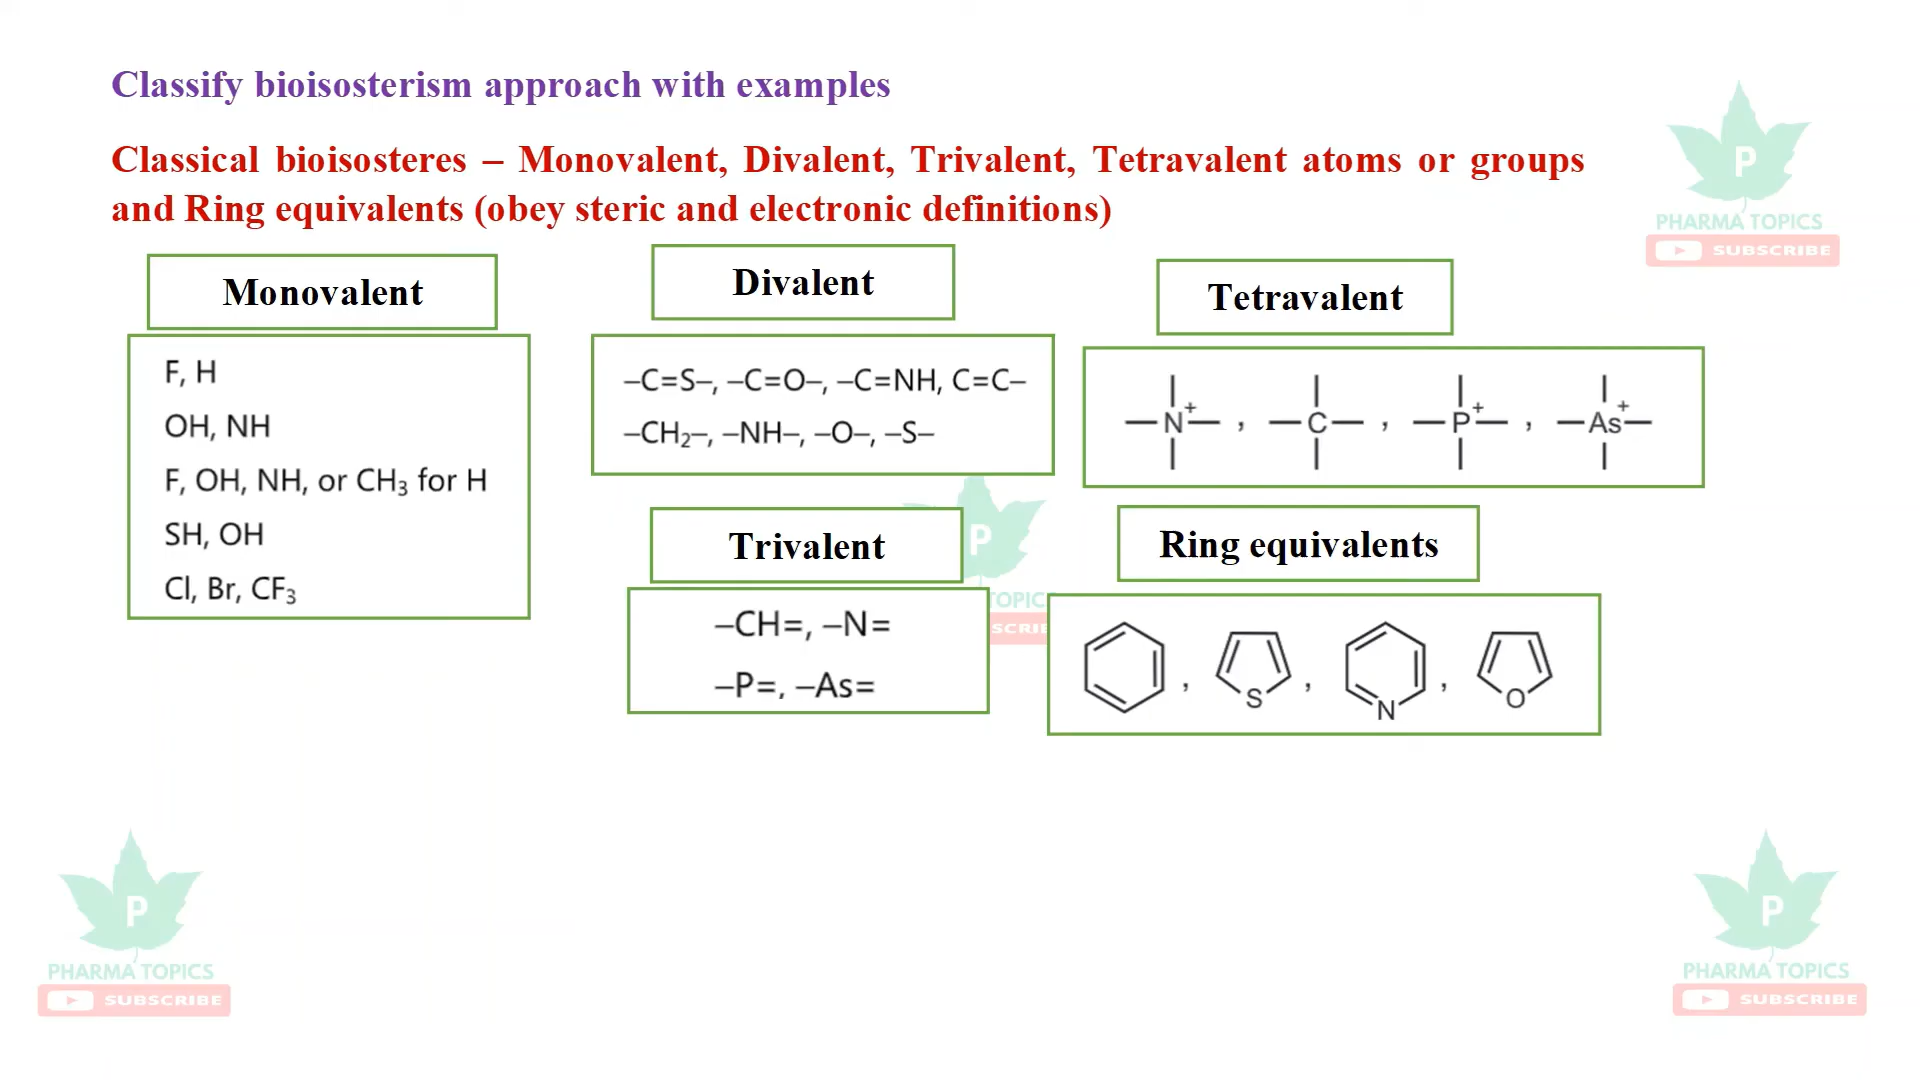 Classify bioisosterism approach with examples
Classical bioisosteres – Monovalent, Divalent, Trivalent, Tetravalent atoms or groups
and Ring equivalents (obey steric and electronic definitions)
Monovalent
F, H
OH, NH
F, OH, NH, or CH₃ for H
SH, OH
Cl, Br, CF₃
Divalent
–C=S–, –C=O–, –C=NH, C=C–
–CH₂–, –NH–, –O–, –S–
Tetravalent
N⁺, C, P⁺, As⁺
Trivalent
–CH=, –N=
–P=, –As=
Ring equivalents
, S, N, O
P
PHARMA TOPICS
SUBSCRIBE
P
TOPIC
SCRIB
P
PHARMA TOPICS
SUBSCRIBE
P
PHARMA TOPICS
SUBSCRIBE